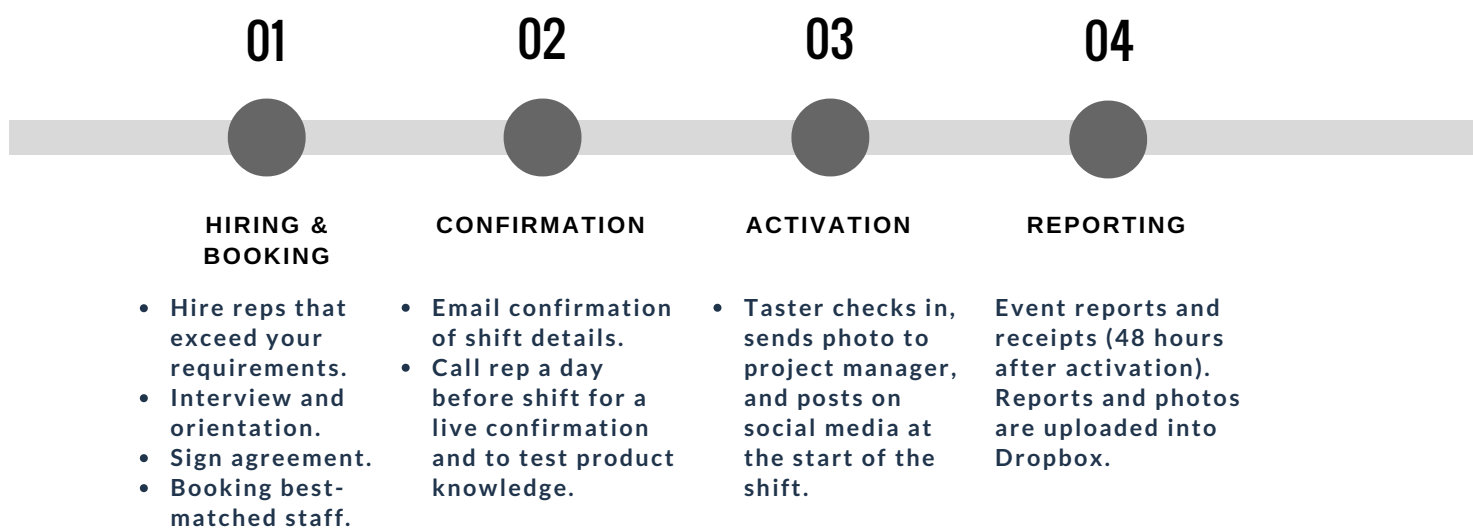 01
HIRING &
BOOKING
• Hire reps that
exceed your
requirements.
• Interview and
orientation.
• Sign agreement.
• Booking best-
matched staff.
02
CONFIRMATION
• Email confirmation
of shift details.
• Call rep a day
before shift for a
live confirmation
and to test product
knowledge.
03
ACTIVATION
• Taster checks in,
sends photo to
project manager,
and posts on
social media at
the start of the
shift.
04
REPORTING
Event reports and
receipts (48 hours
after activation).
Reports and photos
are uploaded into
Dropbox.